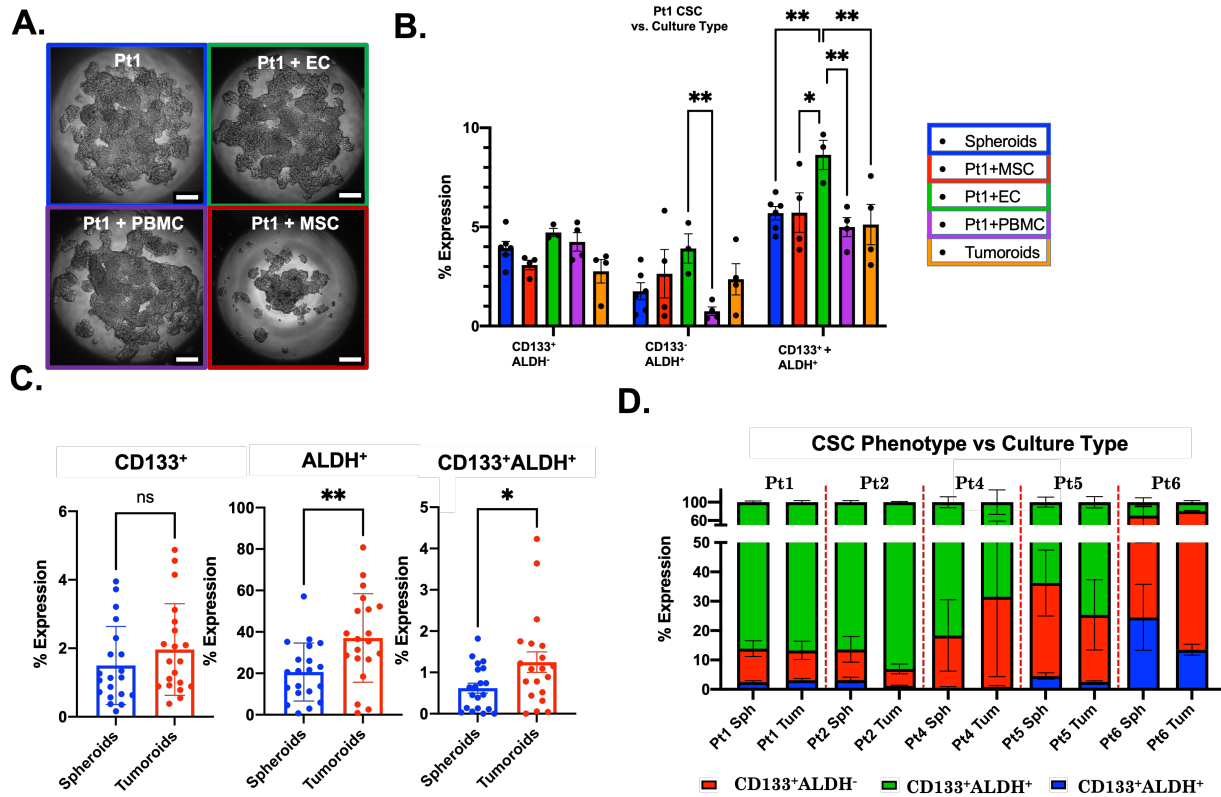 A.
Pt1
Pt1 + EC
Pt1 + PBMC
Pt1 + MSC
B.
Pt1 CSC
vs. Culture Type
**
**
**
*
**
10
5
0
% Expression
CD133⁺
ALDH⁻
CD133⁻
ALDH⁺
CD133⁺ +
ALDH⁺
Spheroids
Pt1+MSC
Pt1+EC
Pt1+PBMC
Tumoroids
C.
CD133⁺
ns
6
4
2
0
% Expression
Spheroids
Tumoroids
ALDH⁺
**
100
80
60
40
20
0
% Expression
Spheroids
Tumoroids
CD133⁺ALDH⁺
*
5
4
3
2
1
0
% Expression
Spheroids
Tumoroids
D.
CSC Phenotype vs Culture Type
Pt1
Pt2
Pt4
Pt5
Pt6
100
60
50
40
30
20
10
0
% Expression
Pt1 Sph
Pt1 Tum
Pt2 Sph
Pt2 Tum
Pt4 Sph
Pt4 Tum
Pt5 Sph
Pt5 Tum
Pt6 Sph
Pt6 Tum
CD133⁺ALDH⁻
CD133⁺ALDH⁺
CD133⁺ALDH⁺